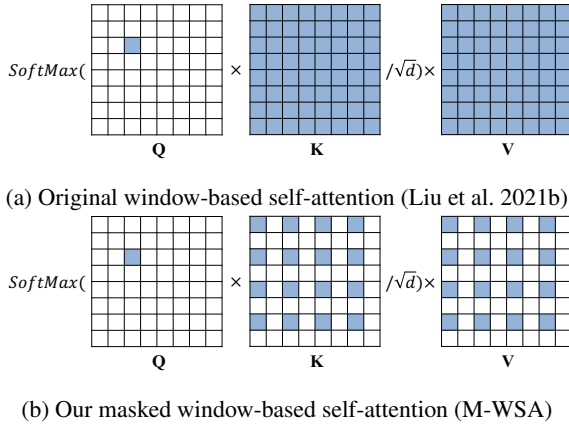 SoftMax( × /√d)×
Q K V
(a) Original window-based self-attention (Liu et al. 2021b)
SoftMax( × /√d)×
Q K V
(b) Our masked window-based self-attention (M-WSA)